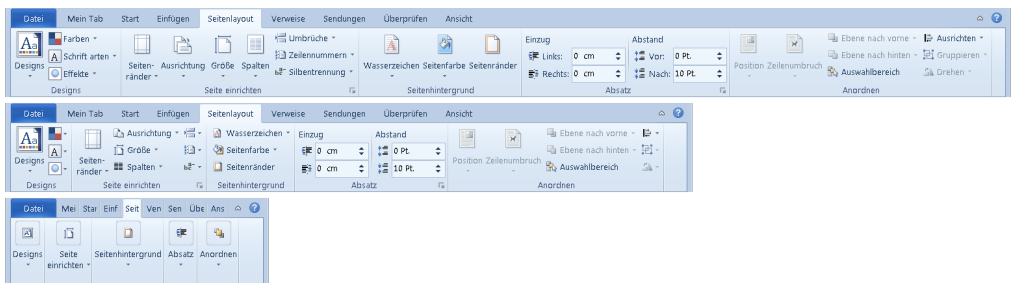 Datei Mein Tab Start Einfügen Seitenlayout Verweise Sendungen Überprüfen Ansicht
Farben Umbrüche Einzug Abstand Ebene nach vorne Ausrichten
Aa Schrift arten Zeilennummern Links: 0 cm Vor: 0 Pt. Ebene nach hinten Gruppieren
Designs Effekte Seiten-ränder Ausrichtung Größe Spalten Silbentrennung Wasserzeichen Seitenfarbe Seitenränder Rechts: 0 cm Nach: 10 Pt. Position Zeilenumbruch Auswahlbereich Drehen
Designs Seite einrichten Seitenhintergrund Absatz Anordnen
Datei Mein Tab Start Einfügen Seitenlayout Verweise Sendungen Überprüfen Ansicht
Ausrichtung Wasserzeichen Einzug Abstand Ebene nach vorne
Aa A Größe Seitenfarbe 0 cm 0 Pt. Ebene nach hinten
Designs Seiten-ränder Spalten Seitenränder 0 cm 10 Pt. Position Zeilenumbruch Auswahlbereich
Designs Seite einrichten Seitenhintergrund Absatz Anordnen
Datei Mei Star Einf Seit Ven Sen Übe Ans
Designs Seite Seitenhintergrund Absatz Anordnen
einrichten